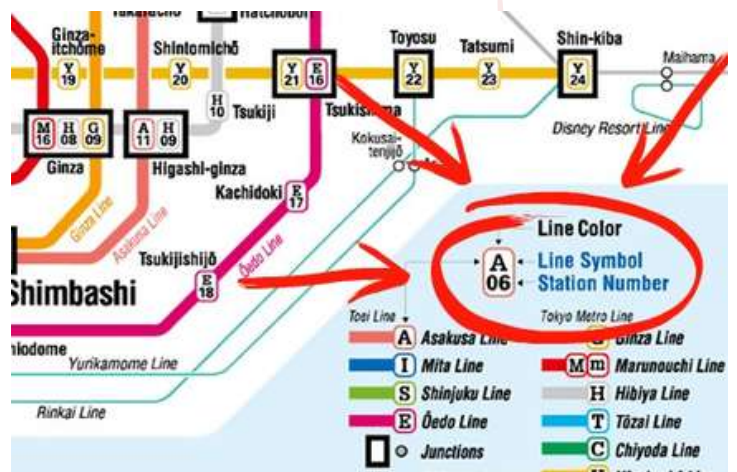 Ginza-
itchōme
Y
19
Shintomichō
Y
20
Y
21
E
16
Tsukishima
Toyosu
Y
22
Tatsumi
Y
23
Shin-kiba
Y
24
Maihama
Disney Resort Line
H
10
Tsukiji
M
16
H
08
G
09
Ginza
A
11
H
09
Higashi-ginza
Kokusai-
tenjijō
Kachidoki
E
17
Ginza Line
Asakusa Line
Tsukijishijō
E
18
Ōedo Line
Shimbashi
Yurikamome Line
Rinkai Line
Line Color
A
06
Line Symbol
Station Number
Toei Line
A Asakusa Line
I Mita Line
S Shinjuku Line
E Ōedo Line
Junctions
Tokyo Metro Line
G Ginza Line
M m Marunouchi Line
H Hibiya Line
T Tōzai Line
C Chiyoda Line